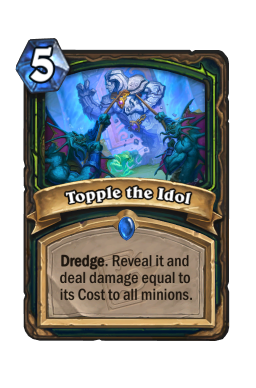 5
Topple the Idol
Dredge. Reveal it and
deal damage equal to
its Cost to all minions.